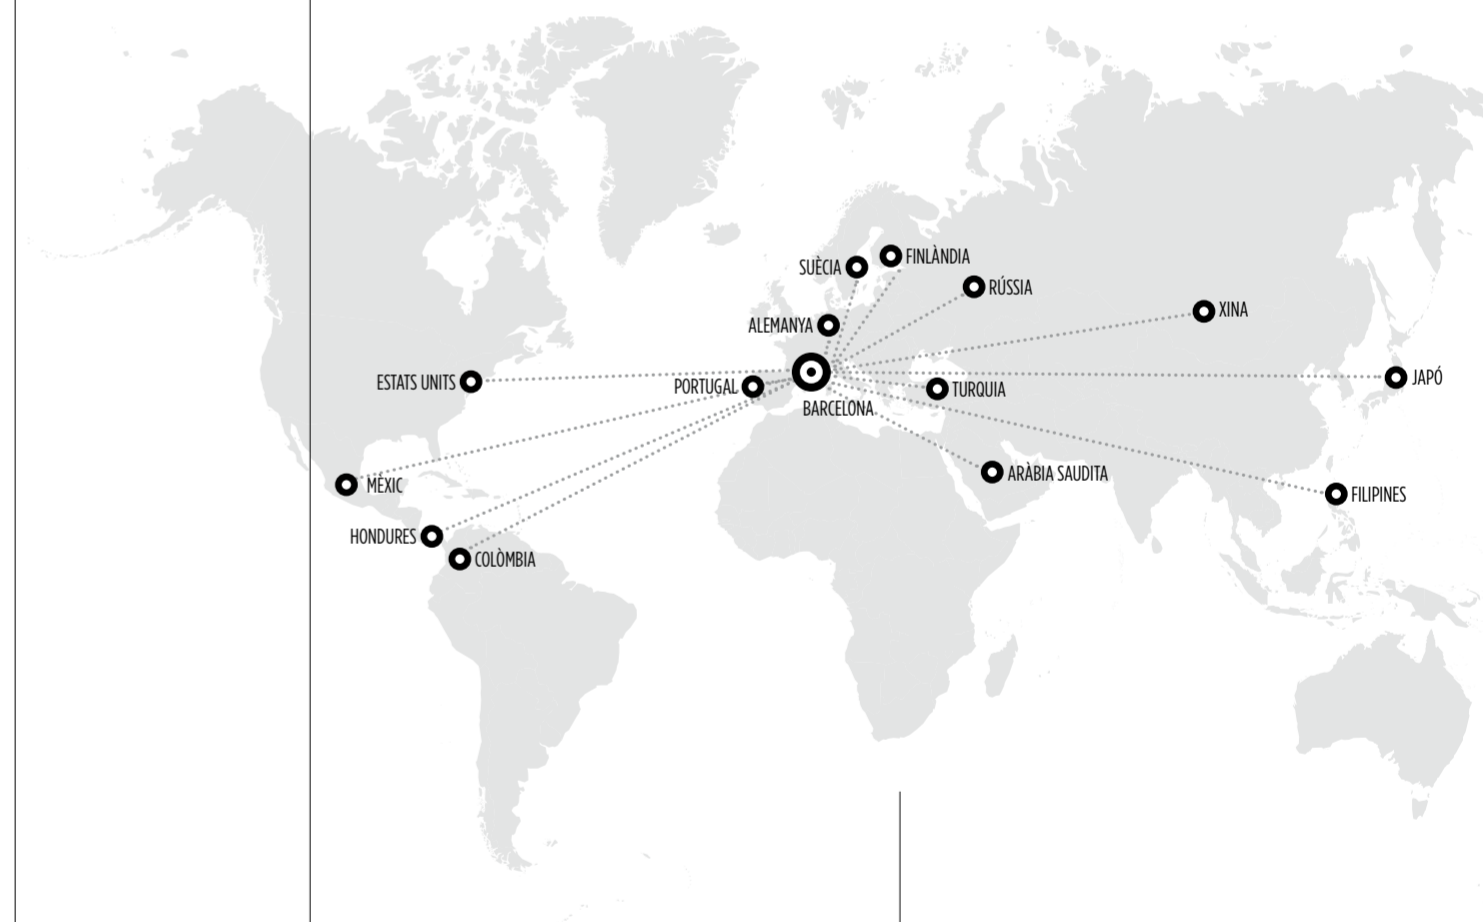 FINLÀNDIA
SUÈCIA
RÚSSIA
XINA
ALEMANYA
JAPÓ
ESTATS UNITS
PORTUGAL
TURQUIA
BARCELONA
ARÀBIA SAUDITA
MÈXIC
FILIPINES
HONDURES
COLÒMBIA